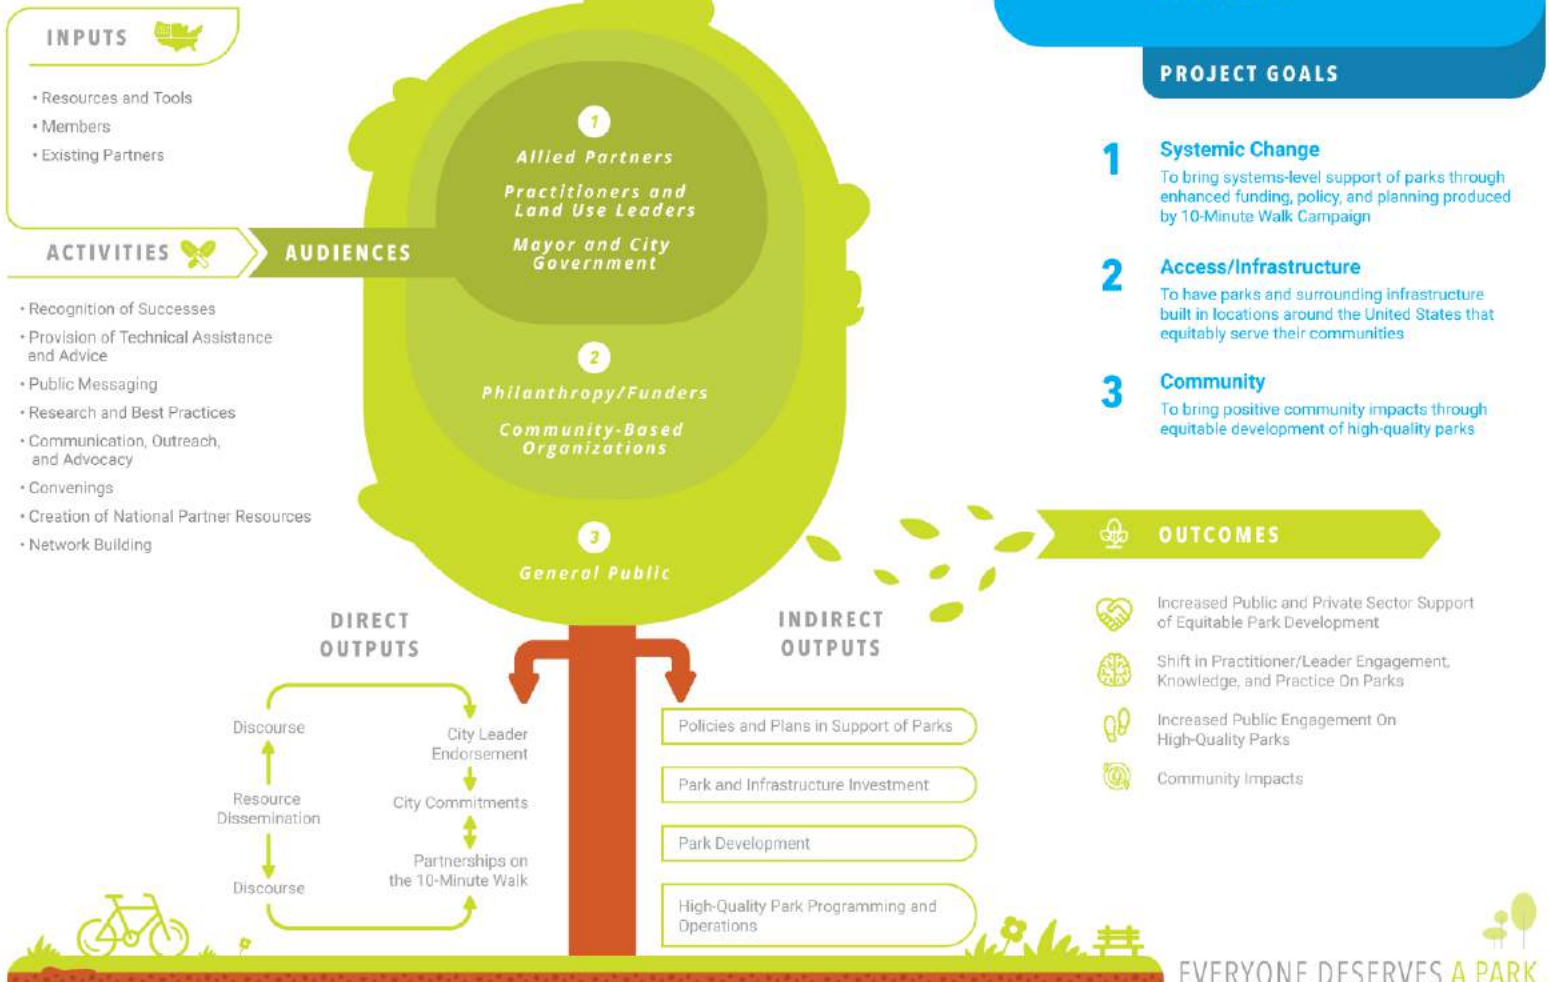 INPUTS
• Resources and Tools
• Members
• Existing Partners
ACTIVITIES
AUDIENCES
• Recognition of Successes
• Provision of Technical Assistance
and Advice
• Public Messaging
• Research and Best Practices
• Communication, Outreach,
and Advocacy
• Convenings
• Creation of National Partner Resources
• Network Building
1
Allied Partners
Practitioners and
Land Use Leaders
Mayor and City
Government
2
Philanthropy/Funders
Community-Based
Organizations
3
General Public
DIRECT
OUTPUTS
Discourse
Resource
Dissemination
Discourse
City Leader
Endorsement
City Commitments
Partnerships on
the 10-Minute Walk
INDIRECT
OUTPUTS
Policies and Plans in Support of Parks
Park and Infrastructure Investment
Park Development
High-Quality Park Programming and
Operations
PROJECT GOALS
1
Systemic Change
To bring systems-level support of parks through
enhanced funding, policy, and planning produced
by 10-Minute Walk Campaign
2
Access/Infrastructure
To have parks and surrounding infrastructure
built in locations around the United States that
equitably serve their communities
3
Community
To bring positive community impacts through
equitable development of high-quality parks
OUTCOMES
Increased Public and Private Sector Support
of Equitable Park Development
Shift in Practitioner/Leader Engagement,
Knowledge, and Practice On Parks
Increased Public Engagement On
High-Quality Parks
Community Impacts
EVERYONE DESERVES A PARK